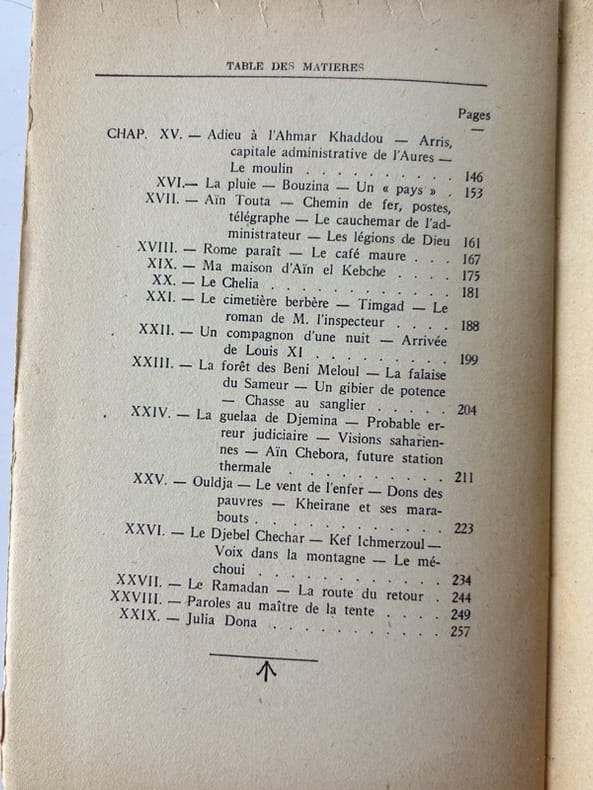 TABLE DES MATIERES
Pages
CHAP. XV. — Adieu à l'Ahmar Khaddou — Arris,
capitale administrative de l'Aures —
Le moulin . . . . . . . . . . 146
XVI.— La pluie — Bouzina — Un « pays » . 153
XVII. — Aïn Touta — Chemin de fer, postes,
télégraphe — Le cauchemar de l'ad-
ministrateur — Les légions de Dieu 161
XVIII. — Rome paraît — Le café maure . . . 167
XIX. — Ma maison d'Aïn el Kebche . . . . 175
XX. — Le Chelia . . . . . . . . . . . . 181
XXI. — Le cimetière berbère — Timgad — Le
roman de M. l'inspecteur . . . . 188
XXII. — Un compagnon d'une nuit — Arrivée
de Louis XI . . . . . . . . . 199
XXIII. — La forêt des Beni Meloul — La falaise
du Sameur — Un gibier de potence
— Chasse au sanglier . . . . . 204
XXIV. — La guelaa de Djemina — Probable er-
reur judiciaire — Visions saharien-
nes — Aïn Chebora, future station
thermale . . . . . . . . . . 211
XXV. — Ouldja — Le vent de l'enfer — Dons des
pauvres — Kheirane et ses mara-
bouts . . . . . . . . . . . . 223
XXVI. — Le Djebel Chechar — Kef Ichmerzoul —
Voix dans la montagne — Le mé-
choui . . . . . . . . . . . . 234
XXVII. — Le Ramadan — La route du retour . 244
XXVIII. — Paroles au maître de la tente . . . . 249
XXIX. — Julia Dona . . . . . . . . . . . 257